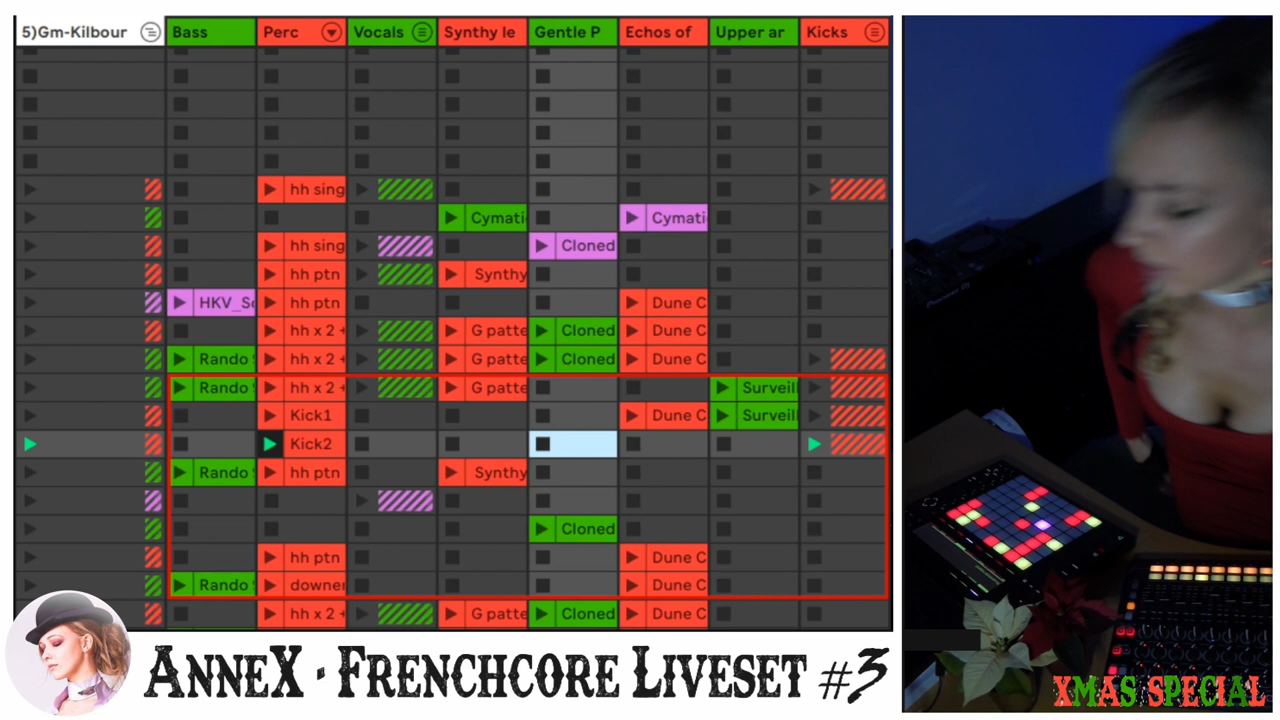 5)Gm-Kilbour Bass Perc Vocals Synthy le Gentle P Echos of Upper ar Kicks
hh sing
Cymati Cymati
hh sing Cloned
hh ptn Synthy
HKV_So hh ptn Dune C
hh x 2 + G patte Cloned Dune C
Rando hh x 2 + G patte Cloned Dune C
Rando hh x 2 + G patte Surveill
Kick1 Dune C Surveill
Kick2
Rando hh ptn Synthy
Cloned
hh ptn Dune C
Rando downer Dune C
hh x 2 + G patte Cloned Dune C
ANNEX · FRENCHCORE LIVESET #3
XMAS SPECIAL